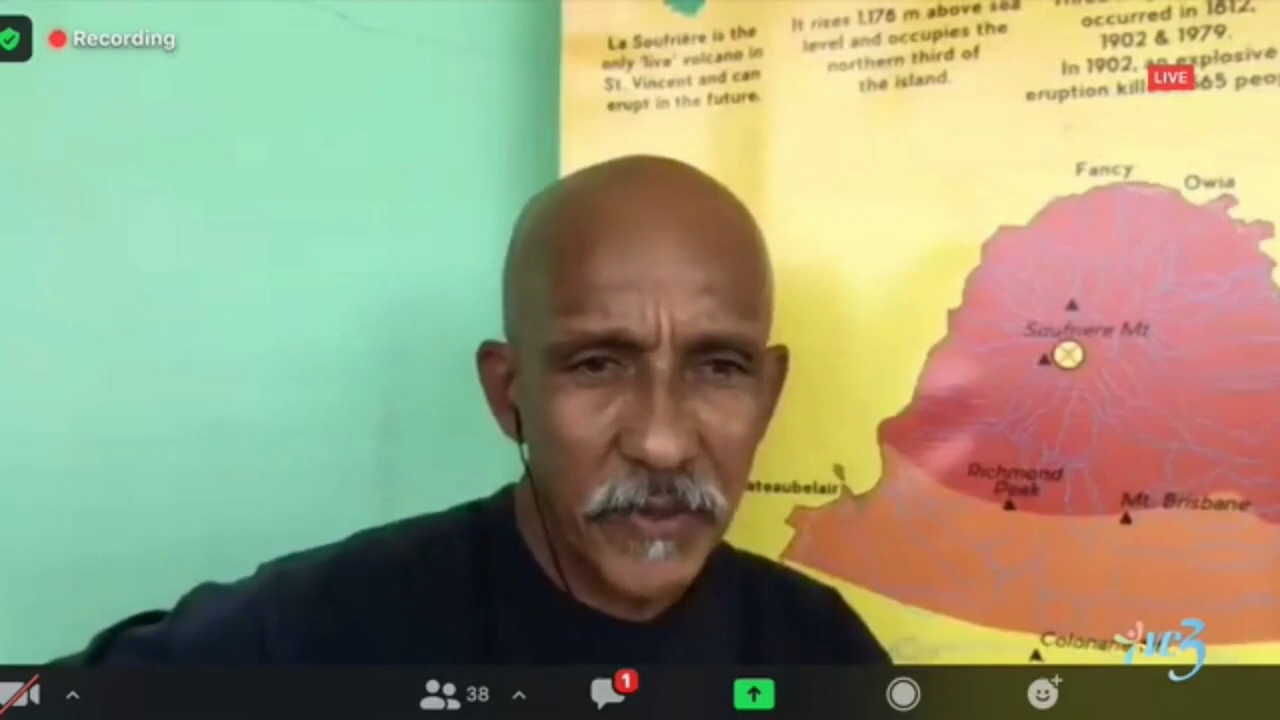 Recording
La Soufrière is the
only 'live' volcano in
St. Vincent and can
erupt in the future.
It rises 1,178 m above sea
level and occupies the
northern third of
the island.
occurred in 1812,
1902 & 1979.
In 1902, an explosive
eruption
LIVE
Fancy
Owia
Soufriere Mt
Richmond
Peak
Mt. Brisbane
ateaubelair
38
1